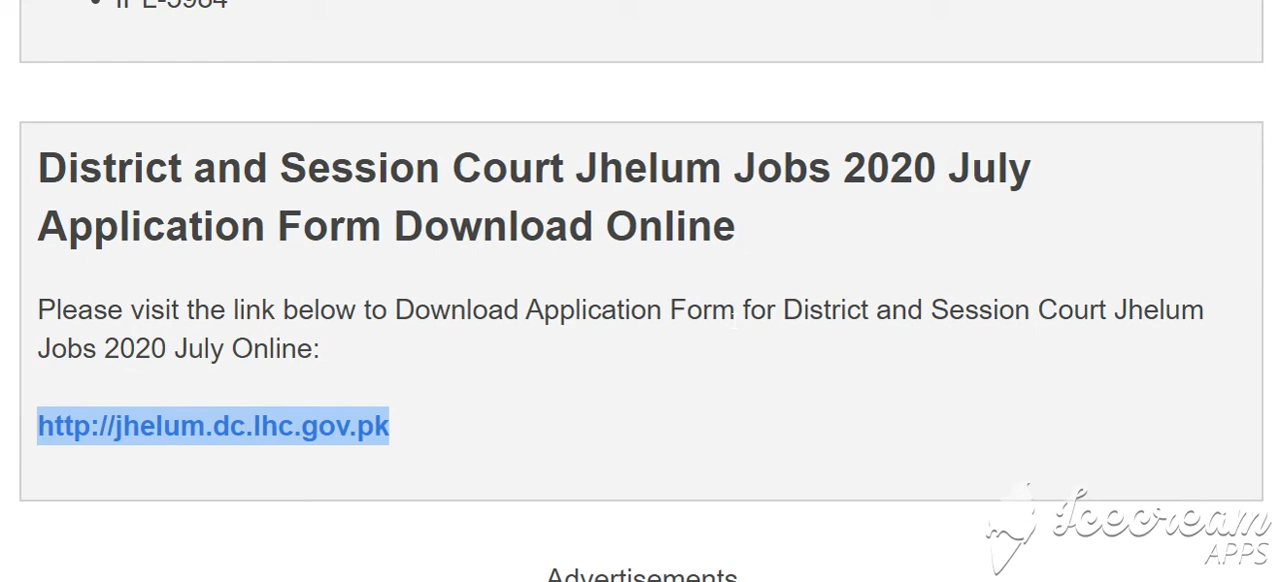 IPL-5964
District and Session Court Jhelum Jobs 2020 July
Application Form Download Online
Please visit the link below to Download Application Form for District and Session Court Jhelum
Jobs 2020 July Online:
http://jhelum.dc.lhc.gov.pk
Icecream
APPS
Advertisements